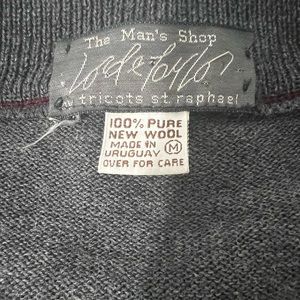 The Man's Shop
Lord & Taylor
tricots st. raphael
100% PURE
NEW WOOL
MADE IN
URUGUAY M
OVER FOR CARE